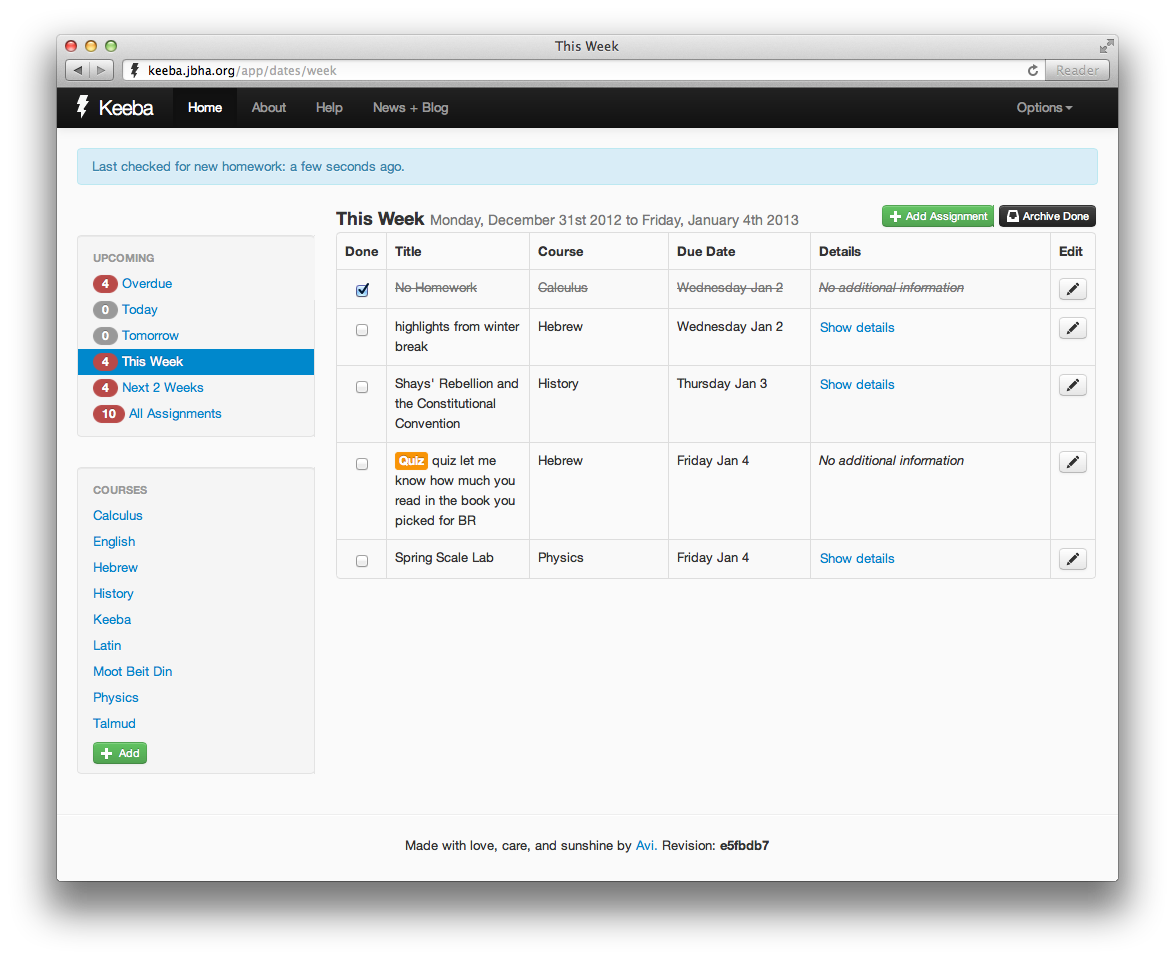 This Week
keeba.jbha.org/app/dates/week
Reader
Keeba Home About Help News + Blog Options
Last checked for new homework: a few seconds ago.
This Week Monday, December 31st 2012 to Friday, January 4th 2013
Add Assignment Archive Done
UPCOMING
4 Overdue
0 Today
0 Tomorrow
4 This Week
4 Next 2 Weeks
10 All Assignments
COURSES
Calculus
English
Hebrew
History
Keeba
Latin
Moot Beit Din
Physics
Talmud
Add
Done Title Course Due Date Details Edit
No Homework Calculus Wednesday Jan 2 No additional information
highlights from winter Hebrew Wednesday Jan 2 Show details
break
Shays' Rebellion and History Thursday Jan 3 Show details
the Constitutional
Convention
Quiz quiz let me Hebrew Friday Jan 4 No additional information
know how much you
read in the book you
picked for BR
Spring Scale Lab Physics Friday Jan 4 Show details
Made with love, care, and sunshine by Avi. Revision: e5fbdb7